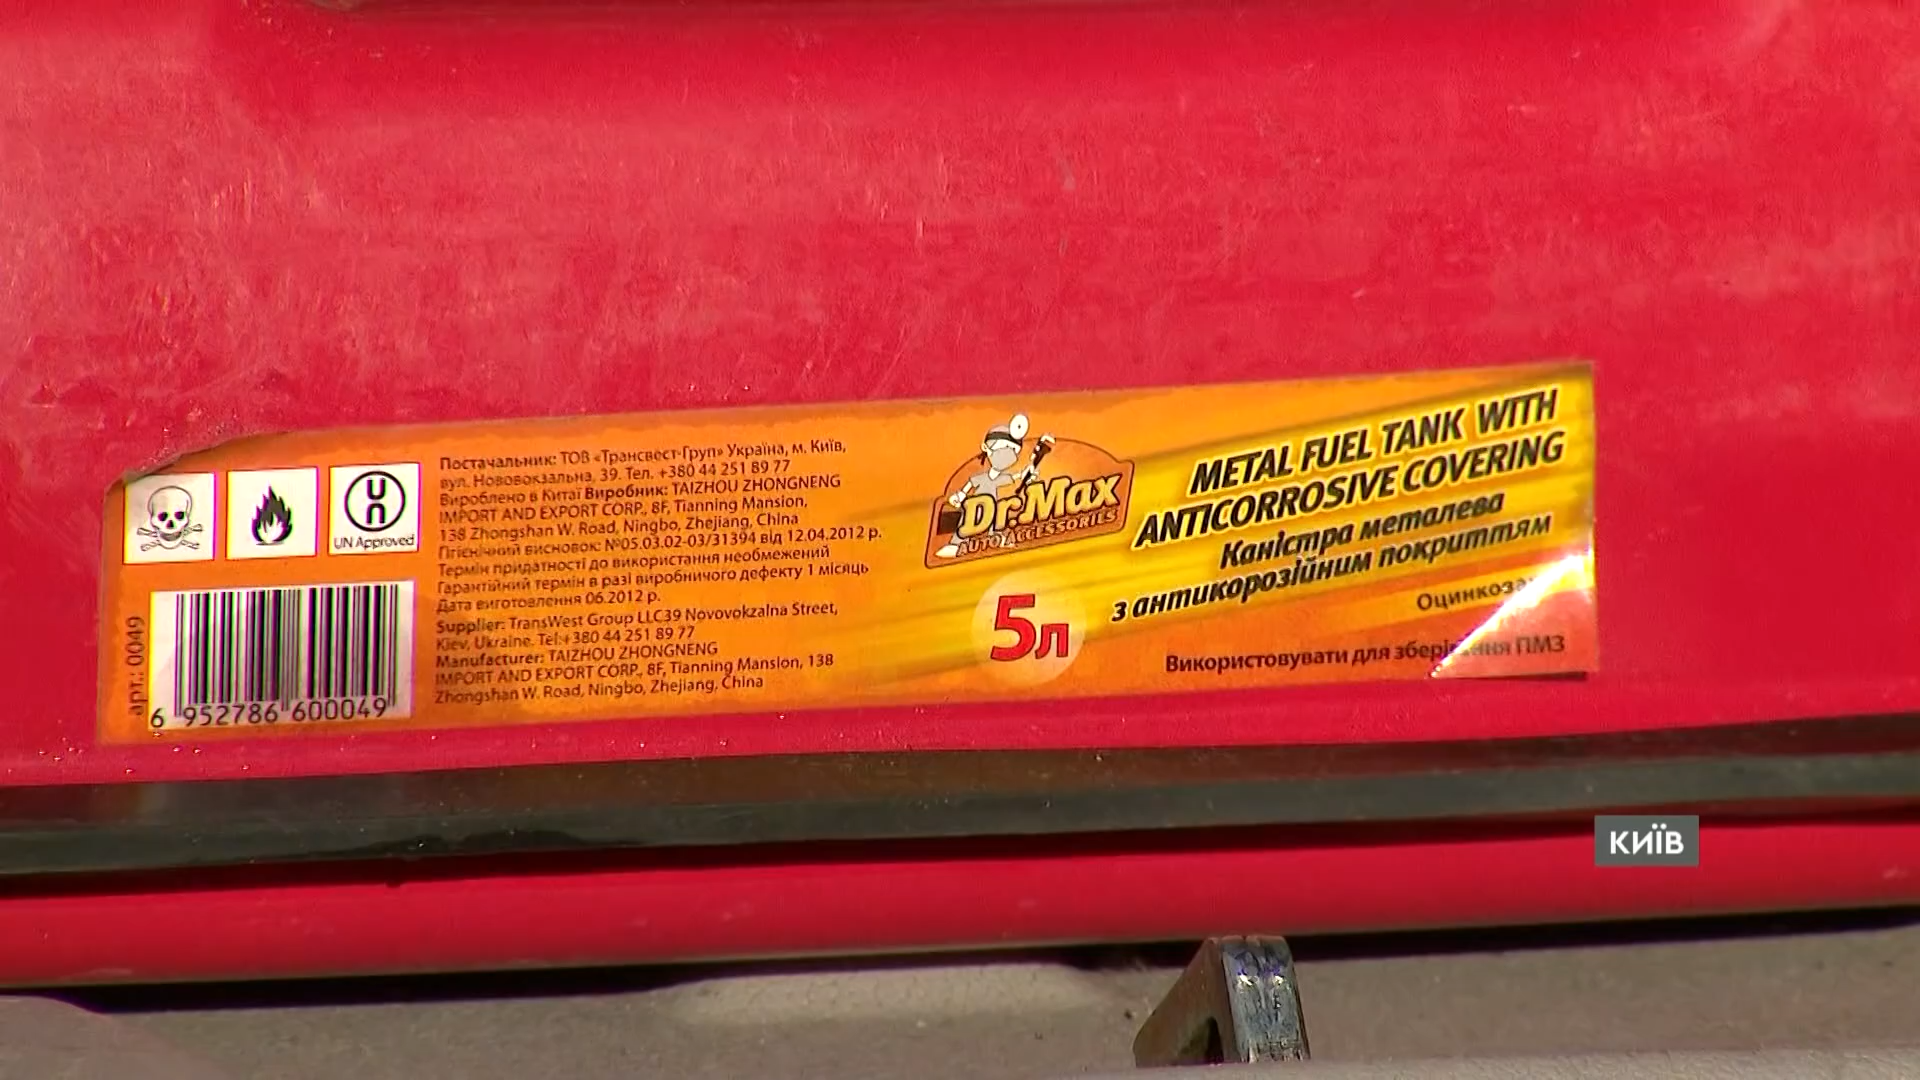 UN Approved
арт.: 0049
6 952786 600049
Постачальник: ТОВ «Трансвест-Груп» Україна, м. Київ,
вул. Нововокзальна, 39. Тел. +380 44 251 89 77
Вироблено в Китаї Виробник: TAIZHOU ZHONGNENG
IMPORT AND EXPORT CORP., 8F, Tianning Mansion,
138 Zhongshan W. Road, Ningbo, Zhejiang, China
Гігієнічний висновок: №05.03.02-03/31394 від 12.04.2012 р.
Термін придатності до використання необмежений
Гарантійний термін в разі виробничого дефекту 1 місяць
Дата виготовлення 06.2012 р.
Supplier: TransWest Group LLC39 Novovokzalna Street,
Kiev, Ukraine. Tel:+380 44 251 89 77
Manufacturer: TAIZHOU ZHONGNENG
IMPORT AND EXPORT CORP., 8F, Tianning Mansion, 138
Zhongshan W. Road, Ningbo, Zhejiang, China
Dr.Max
AUTO ACCESSORIES
5л
METAL FUEL TANK WITH
ANTICORROSIVE COVERING
Каністра металева
з антикорозійним покриттям
Використовувати для зберігання ПМЗ
КИЇВ